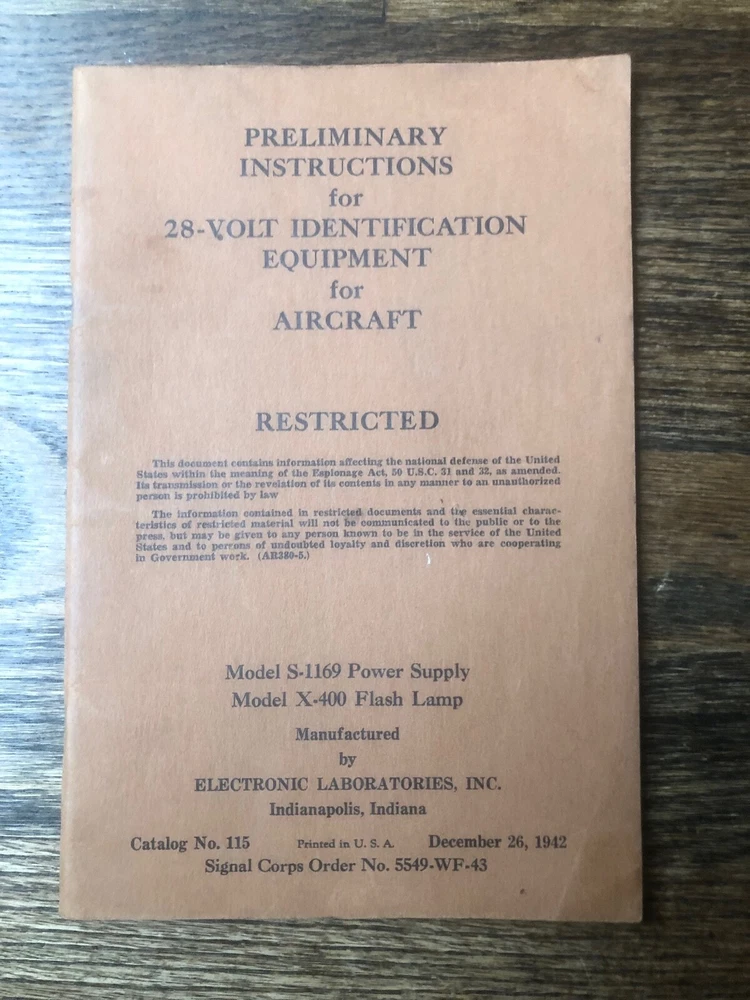 PRELIMINARY
INSTRUCTIONS
for
28-VOLT IDENTIFICATION
EQUIPMENT
for
AIRCRAFT
RESTRICTED
This document contains information affecting the national defense of the United
States within the meaning of the Espionage Act, 50 U.S.C. 31 and 32, as amended.
Its transmission or the revelation of its contents in any manner to an unauthorized
person is prohibited by law
The information contained in restricted documents and the essential charac-
teristics of restricted material will not be communicated to the public or to the
press, but may be given to any person known to be in the service of the United
States and to persons of undoubted loyalty and discretion who are cooperating
in Government work. (AR380-5.)
Model S-1169 Power Supply
Model X-400 Flash Lamp
Manufactured
by
ELECTRONIC LABORATORIES, INC.
Indianapolis, Indiana
Catalog No. 115 Printed in U. S. A. December 26, 1942
Signal Corps Order No. 5549-WF-43